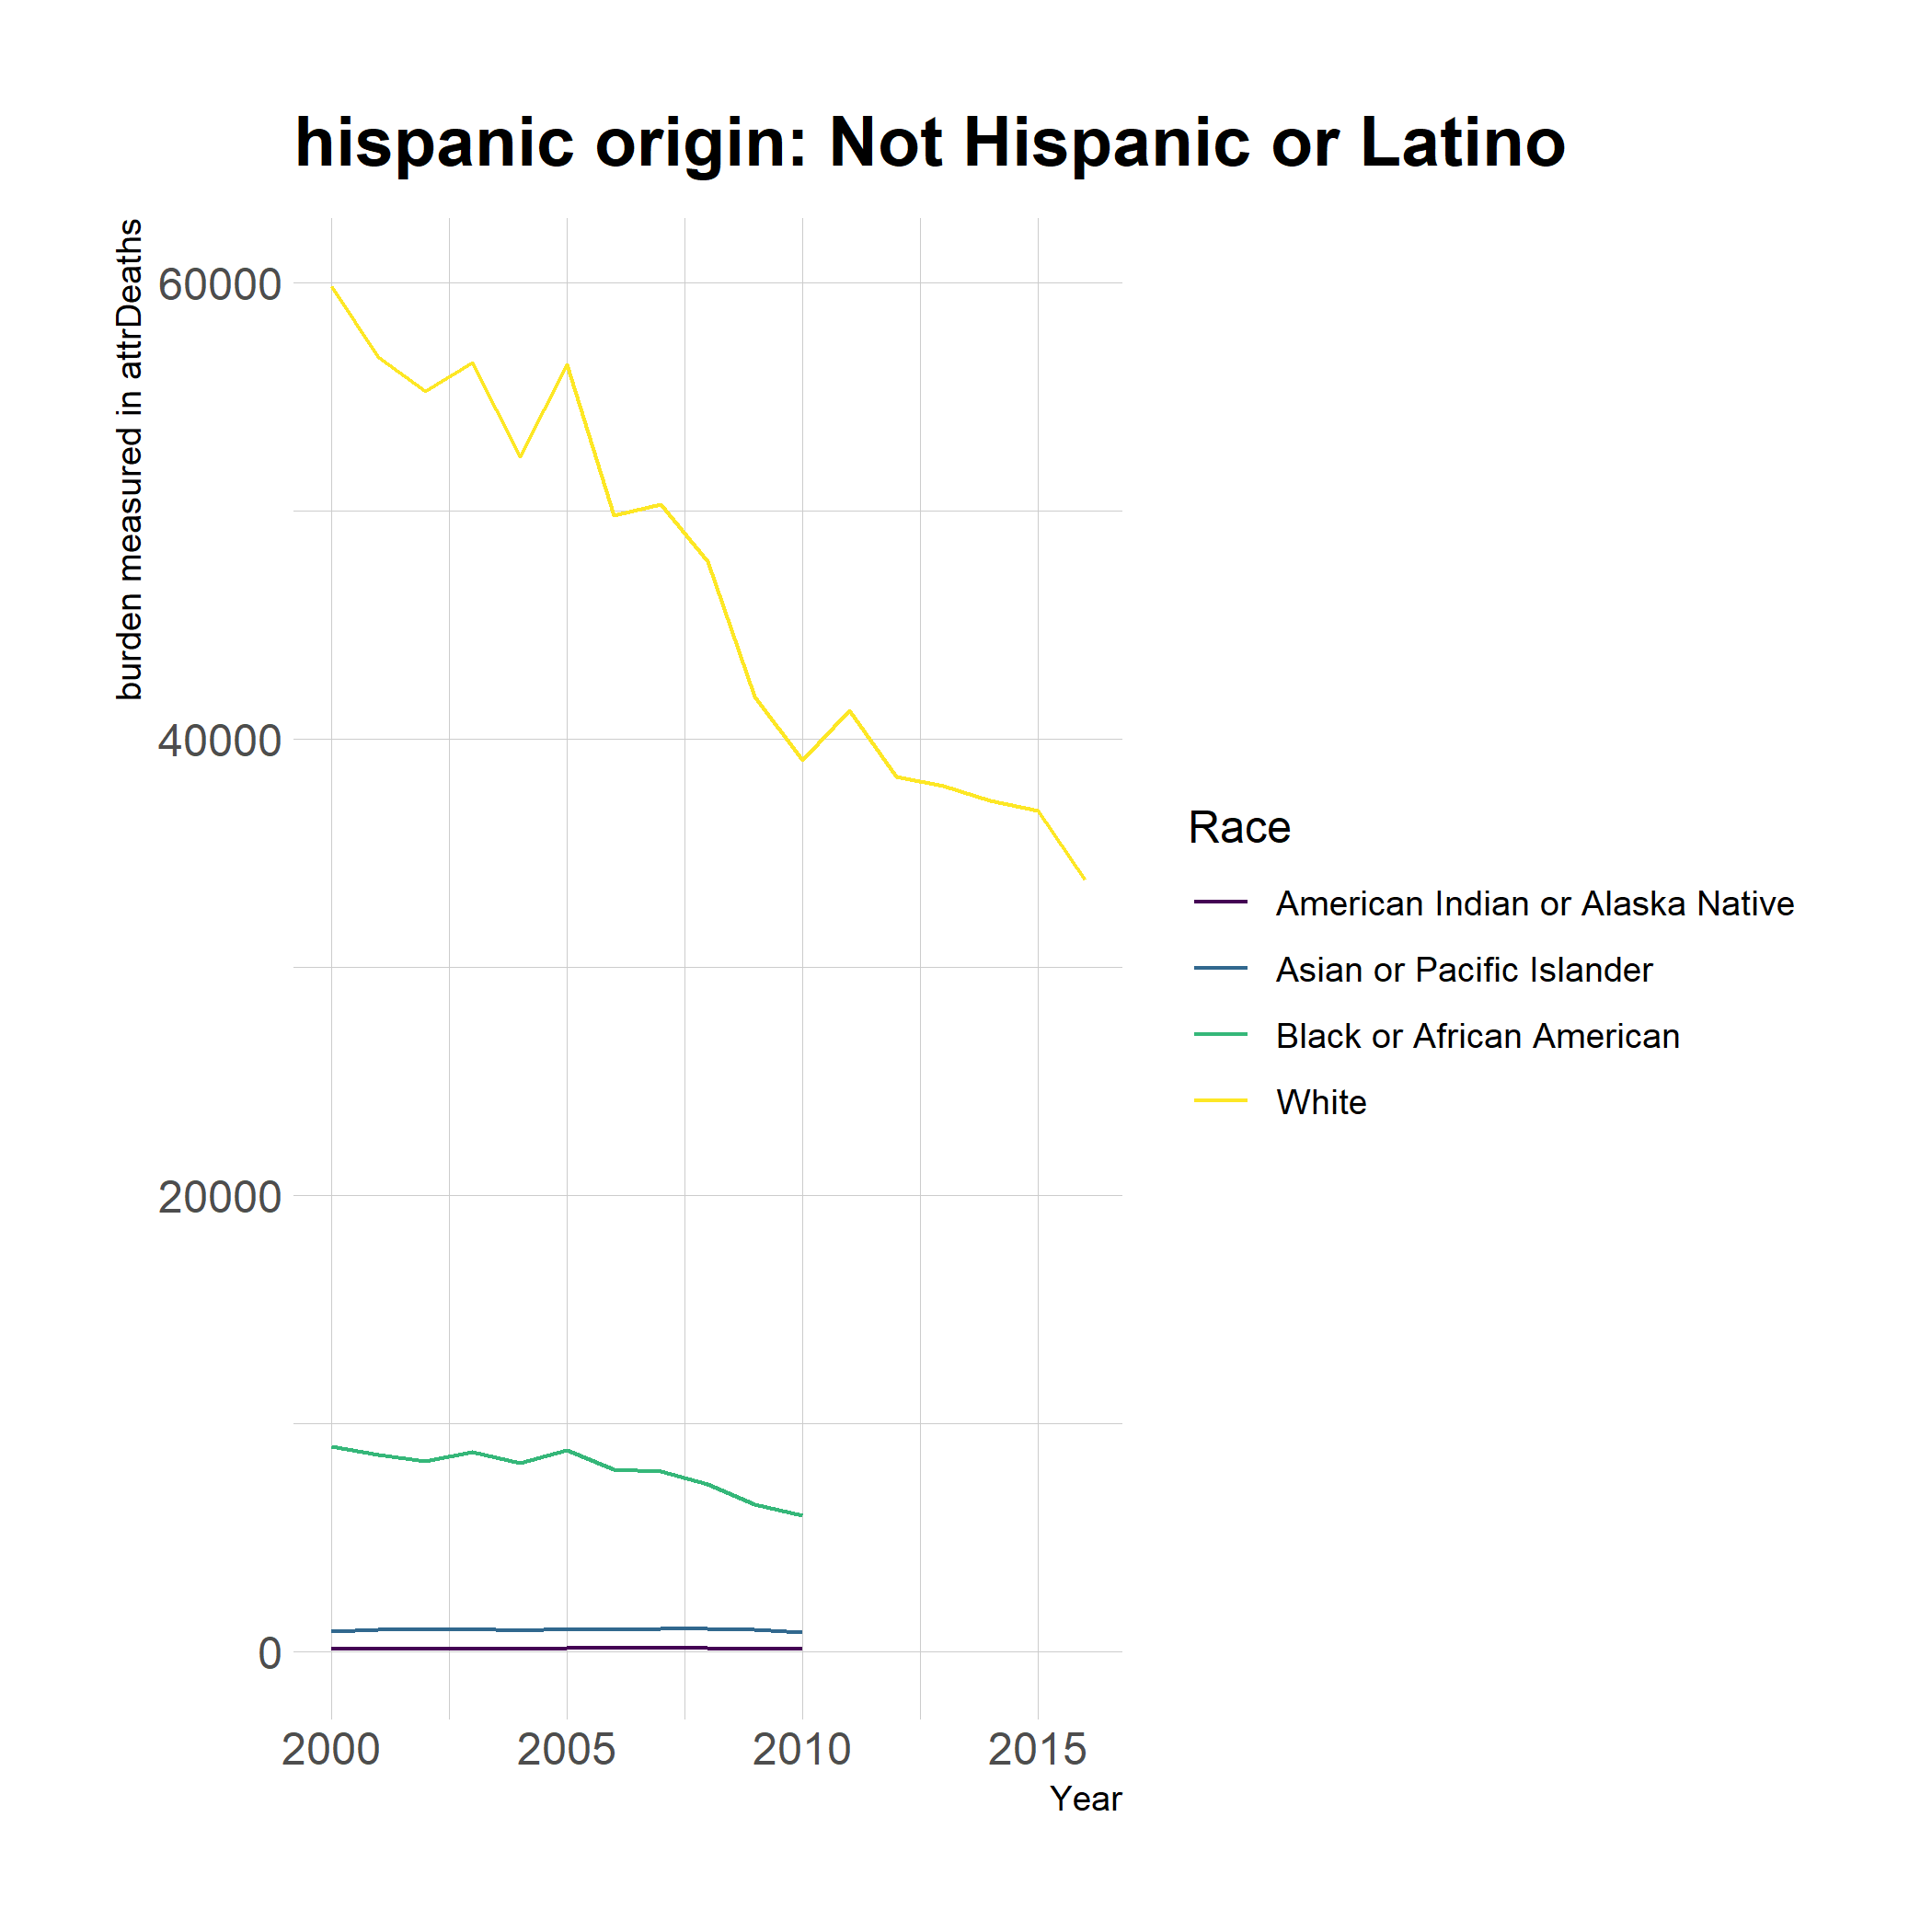 hispanic origin: Not Hispanic or Latino
burden measured in attrDeaths
60000
40000
20000
0
2000 2005 2010 2015
Year
Race
American Indian or Alaska Native
Asian or Pacific Islander
Black or African American
White